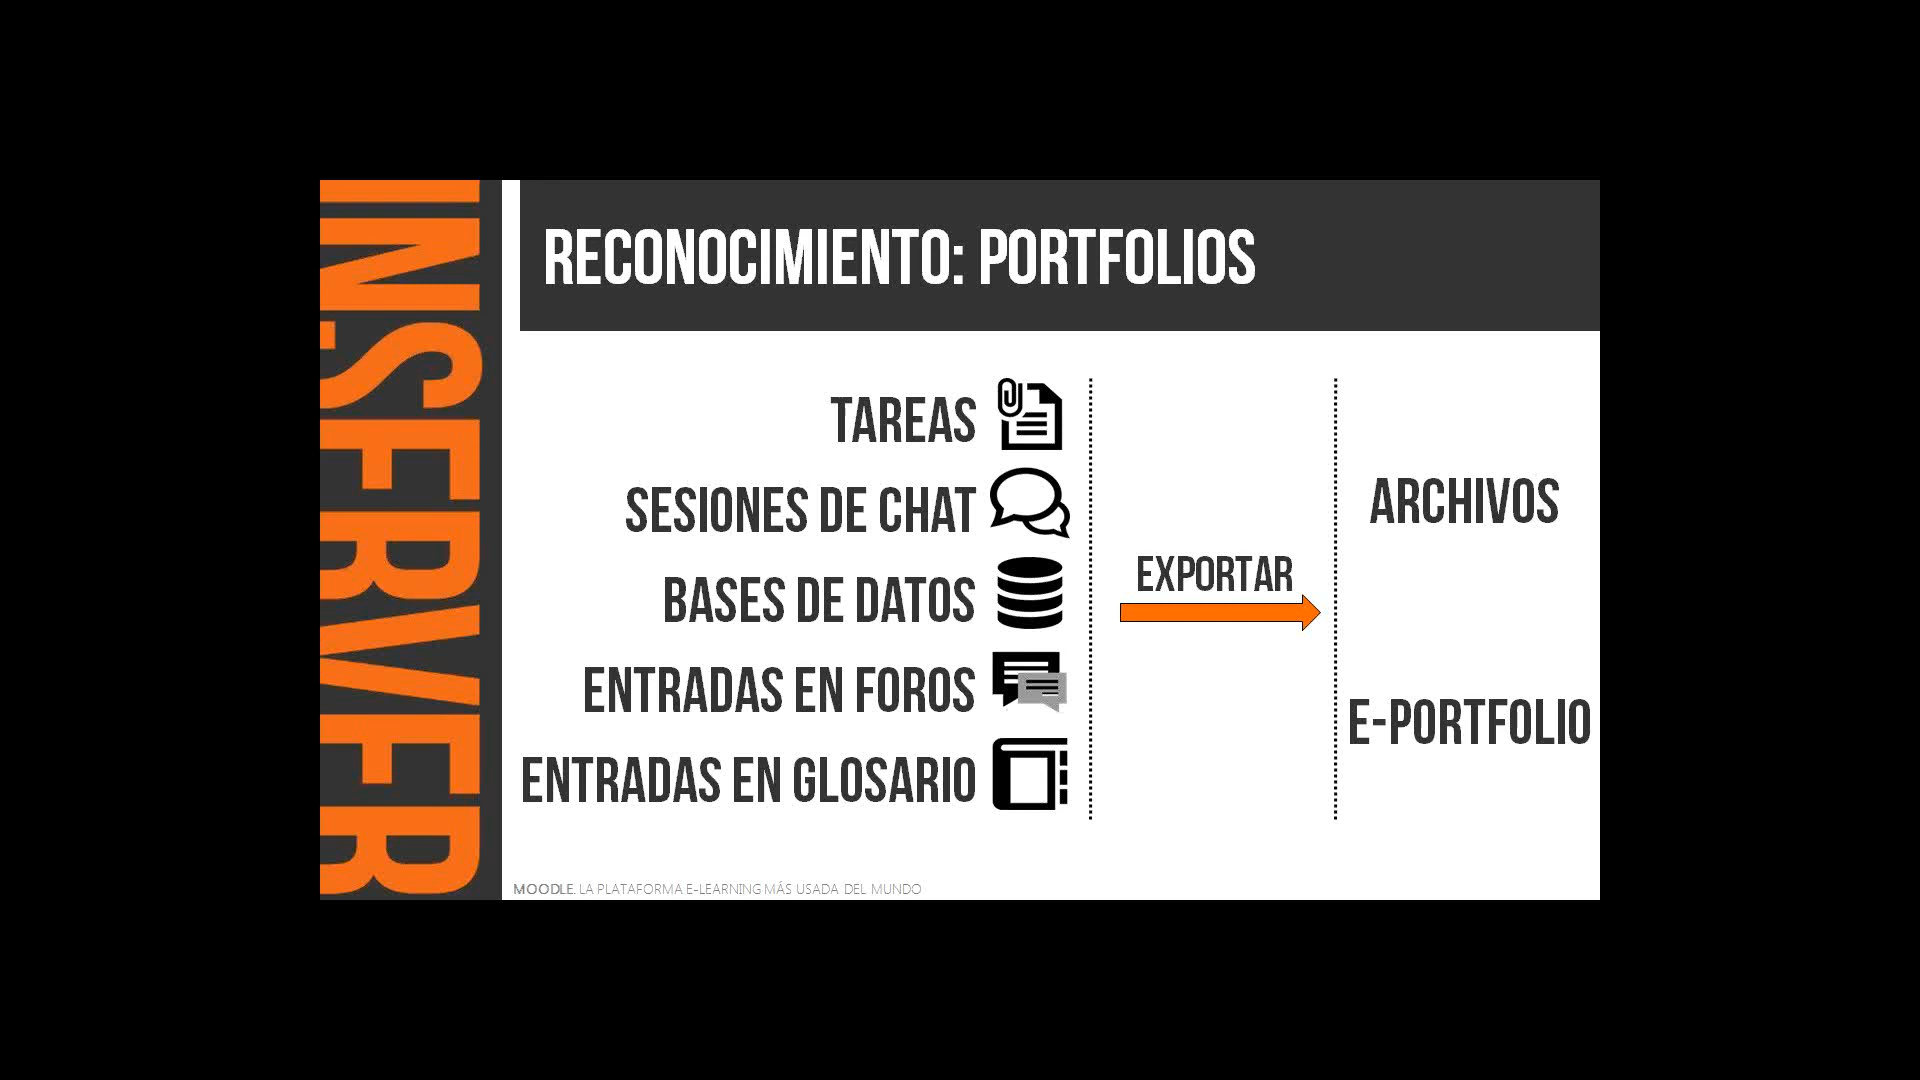 INSERVER
RECONOCIMIENTO: PORTFOLIOS
TAREAS
SESIONES DE CHAT
BASES DE DATOS
ENTRADAS EN FOROS
ENTRADAS EN GLOSARIO
EXPORTAR
ARCHIVOS
E-PORTFOLIO
MOODLE. LA PLATAFORMA E-LEARNING MÁS USADA DEL MUNDO